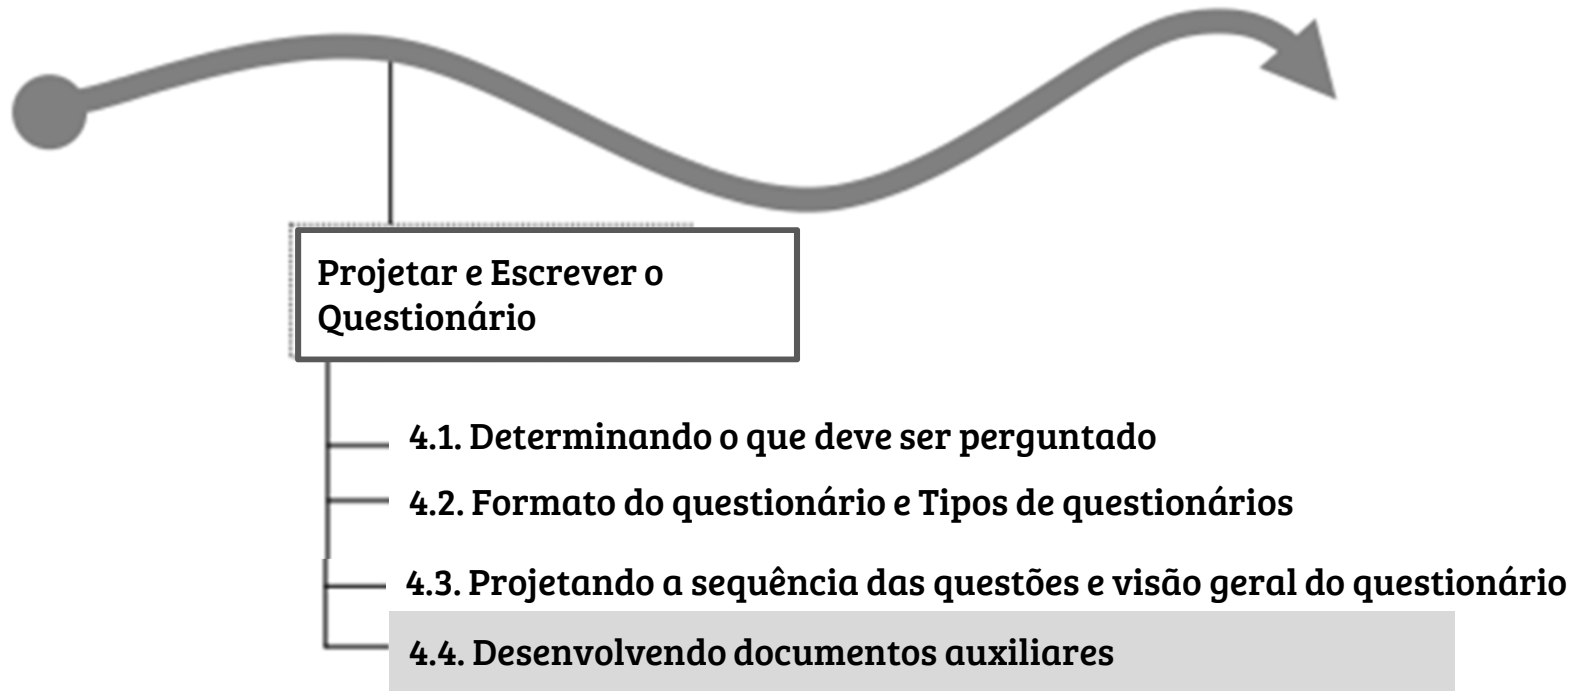 Projetar e Escrever o
Questionário
4.1. Determinando o que deve ser perguntado
4.2. Formato do questionário e Tipos de questionários
4.3. Projetando a sequência das questões e visão geral do questionário
4.4. Desenvolvendo documentos auxiliares